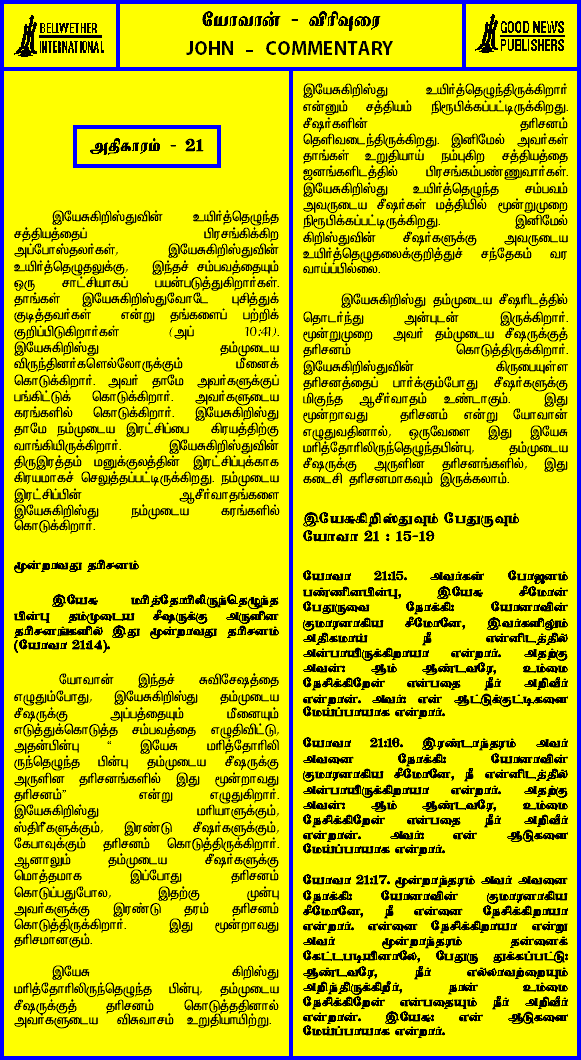 BELWETHER
INTERNATIONAL
யோவான் - விரிவுரை
JOHN - COMMENTARY
GOOD NEWS
PUBLISHERS
அதிகாரம் - 21
இயேசுகிறிஸ்துவின் உயிர்த்தெழுந்த
சத்தியத்தைப் பிரசங்கிக்கிற
அப்போஸ்தலர்கள், இயேசுகிறிஸ்துவின்
உயிர்த்தெழுதலுக்கு, இந்தச் சம்பவத்தையும்
ஒரு சாட்சியாகப் பயன்படுத்துகிறார்கள்.
தாங்கள் இயேசுகிறிஸ்துவோடே புசித்துக்
குடித்தவர்கள் என்று தங்களைப் பற்றிக்
குறிப்பிடுகிறார்கள் (அப் 10:41).
இயேசுகிறிஸ்து தம்முடைய
விருந்தினர்களெல்லோருக்கும் மீனைக்
கொடுக்கிறார். அவர் தாமே அவர்களுக்குப்
பங்கிட்டுக் கொடுக்கிறார். அவர்களுடைய
கரங்களில் கொடுக்கிறார். இயேசுகிறிஸ்து
தாமே நம்முடைய இரட்சிப்பை கிரயத்திற்கு
வாங்கியிருக்கிறார். இயேசுகிறிஸ்துவின்
திருஇரத்தம் மனுக்குலத்தின் இரட்சிப்புக்காக
கிரயமாகச் செலுத்தப்பட்டிருக்கிறது. நம்முடைய
இரட்சிப்பின் ஆசீர்வாதங்களை
இயேசுகிறிஸ்து நம்முடைய கரங்களில்
கொடுக்கிறார்.
மூன்றாவது தரிசனம்
இயேசு மரித்தோரிலிருந்தெழுந்த
பின்பு தம்முடைய சீஷருக்கு அருளின
தரிசனங்களில் இது மூன்றாவது தரிசனம்
(யோவா 21:14).
யோவான் இந்தச் சுவிசேஷத்தை
எழுதும்போது, இயேசுகிறிஸ்து தம்முடைய
சீஷருக்கு அப்பத்தையும் மீனையும்
எடுத்துக்கொடுத்த சம்பவத்தை எழுதிவிட்டு,
அதன்பின்பு " இயேசு மரித்தோரிலி
ருந்தெழுந்த பின்பு தம்முடைய சீஷருக்கு
அருளின தரிசனங்களில் இது மூன்றாவது
தரிசனம்" என்று எழுதுகிறார்.
இயேசுகிறிஸ்து மரியாளுக்கும்,
ஸ்திரீகளுக்கும், இரண்டு சீஷர்களுக்கும்,
கேபாவுக்கும் தரிசனம் கொடுத்திருக்கிறார்.
ஆனாலும் தம்முடைய சீஷர்களுக்கு
மொத்தமாக இப்போது தரிசனம்
கொடுப்பதுபோல, இதற்கு முன்பு
அவர்களுக்கு இரண்டு தரம் தரிசனம்
கொடுத்திருக்கிறார். இது மூன்றாவது
தரிசமானகும்.
இயேசு கிறிஸ்து
மரித்தோரிலிருந்தெழுந்த பின்பு, தம்முடைய
சீஷருக்குத் தரிசனம் கொடுத்ததினால்
அவர்களுடைய விசுவாசம் உறுதியாயிற்று.
இயேசுகிறிஸ்து உயிர்த்தெழுந்திருக்கிறார்
என்னும் சத்தியம் நிரூபிக்கப்பட்டிருக்கிறது.
சீஷர்களின் தரிசனம்
தெளிவடைந்திருக்கிறது. இனிமேல் அவர்கள்
தாங்கள் உறுதியாய் நம்புகிற சத்தியத்தை
ஜனங்களிடத்தில் பிரசங்கம்பண்ணுவார்கள்.
இயேசுகிறிஸ்து உயிர்த்தெழுந்த சம்பவம்
அவருடைய சீஷர்கள் மத்தியில் மூன்றுமுறை
நிரூபிக்கப்பட்டிருக்கிறது. இனிமேல்
கிறிஸ்துவின் சீஷர்களுக்கு அவருடைய
உயிர்த்தெழுதலைக்குறித்துச் சந்தேகம் வர
வாய்ப்பில்லை.
இயேசுகிறிஸ்து தம்முடைய சீஷரிடத்தில்
தொடர்ந்து அன்புடன் இருக்கிறார்.
மூன்றுமுறை அவர் தம்முடைய சீஷருக்குத்
தரிசனம் கொடுத்திருக்கிறார்.
இயேசுகிறிஸ்துவின் கிருபையுள்ள
தரிசனத்தைப் பார்க்கும்போது சீஷர்களுக்கு
மிகுந்த ஆசீர்வாதம் உண்டாகும். இது
மூன்றாவது தரிசனம் என்று யோவான்
எழுதுவதினால், ஒருவேளை இது இயேசு
மரித்தோரிலிருந்தெழுந்தபின்பு, தம்முடைய
சீஷருக்கு அருளின தரிசனங்களில், இது
கடைசி தரிசனமாகவும் இருக்கலாம்.
இயேசுகிறிஸ்துவும் பேதுருவும்
யோவா 21 : 15-19
யோவா 21:15. அவர்கள் போஜனம்
பண்ணினபின்பு, இயேசு சீமோன்
பேதுருவை நோக்கி: யோனாவின்
குமாரனாகிய சீமோனே, இவர்களிலும்
அதிகமாய் நீ என்னிடத்தில்
அன்பாயிருக்கிறாயா என்றார். அதற்கு
அவன்: ஆம் ஆண்டவரே, உம்மை
நேசிக்கிறேன் என்பதை நீர் அறிவீர்
என்றான். அவர்: என் ஆட்டுக்குட்டிகளை
மேய்ப்பாயாக என்றார்.
யோவா 21:16. இரண்டாந்தரம் அவர்
அவனை நோக்கி: யோனாவின்
குமாரனாகிய சீமோனே, நீ என்னிடத்தில்
அன்பாயிருக்கிறாயா என்றார். அதற்கு
அவன்: ஆம் ஆண்டவரே, உம்மை
நேசிக்கிறேன் என்பதை நீர் அறிவீர்
என்றான். அவர்: என் ஆடுகளை
மேய்ப்பாயாக என்றார்.
யோவா 21:17. மூன்றாந்தரம் அவர் அவனை
நோக்கி: யோனாவின் குமாரனாகிய
சீமோனே, நீ என்னை நேசிக்கிறாயா
என்றார். என்னை நேசிக்கிறாயா என்று
அவர் மூன்றாந்தரம் தன்னைக்
கேட்டபடியினாலே, பேதுரு துக்கப்பட்டு:
ஆண்டவரே, நீர் எல்லாவற்றையும்
அறிந்திருக்கிறீர், நான் உம்மை
நேசிக்கிறேன் என்பதையும் நீர் அறிவீர்
என்றான். இயேசு: என் ஆடுகளை
மேய்ப்பாயாக என்றார்.